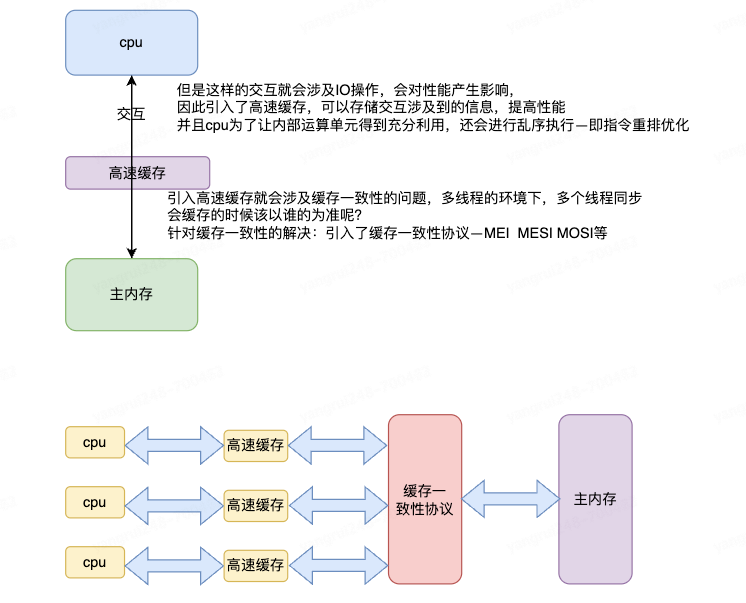 cpu
但是这样的交互就会涉及IO操作，会对性能产生影响，
因此引入了高速缓存，可以存储交互涉及到的信息，提高性能
并且cpu为了让内部运算单元得到充分利用，还会进行乱序执行—即指令重排优化
交互
高速缓存
引入高速缓存就会涉及缓存一致性的问题，多线程的环境下，多个线程同步
会缓存的时候该以谁的为准呢？
针对缓存一致性的解决：引入了缓存一致性协议—MEI MESI MOSI等
主内存
cpu
高速缓存
cpu
高速缓存
cpu
高速缓存
缓存一
致性协议
主内存